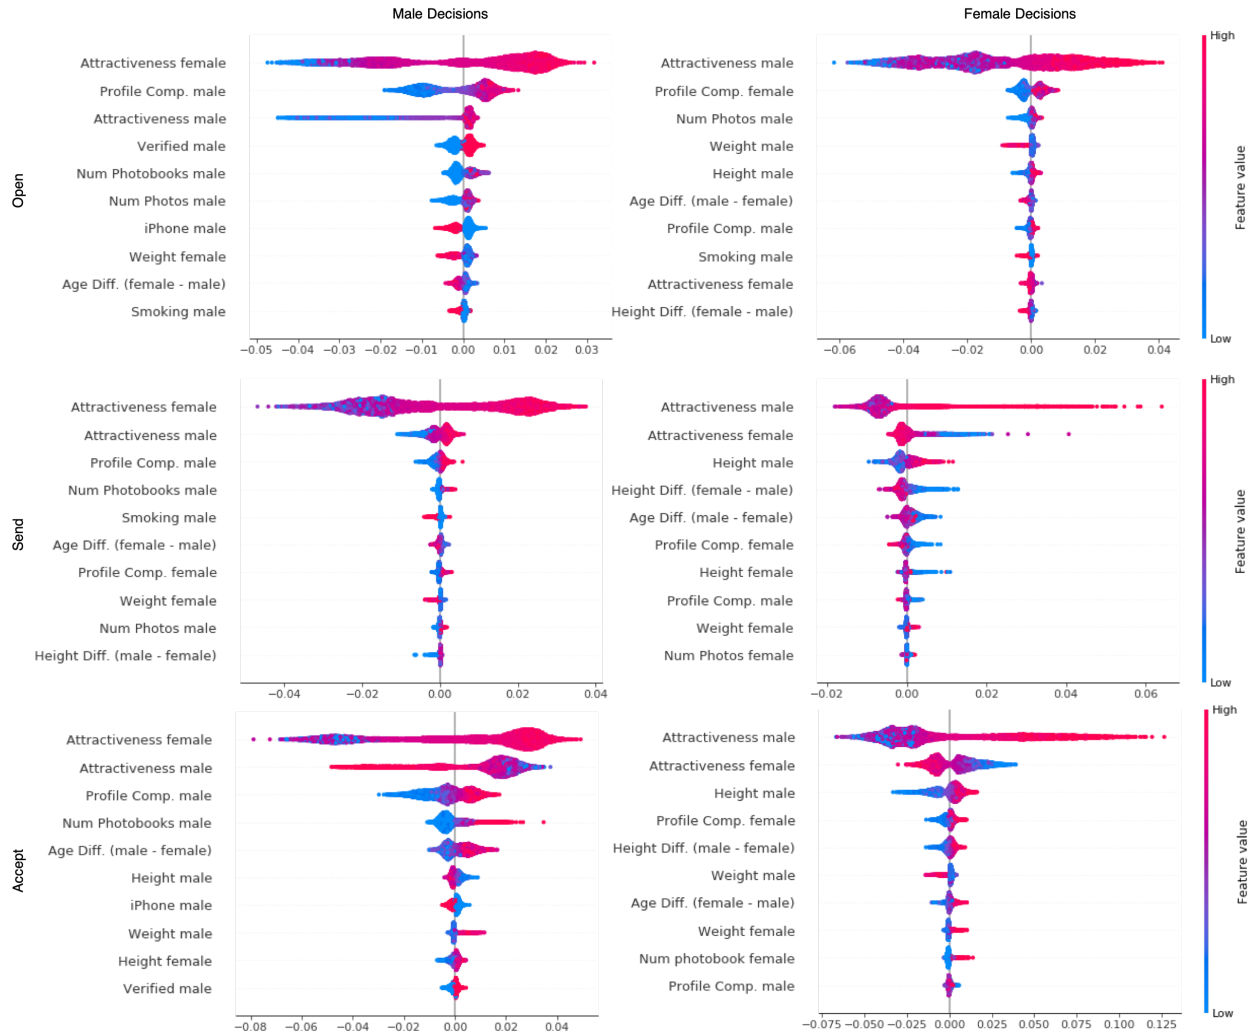 Male Decisions
Female Decisions
Open
Attractiveness female
Profile Comp. male
Attractiveness male
Verified male
Num Photobooks male
Num Photos male
iPhone male
Weight female
Age Diff. (female - male)
Smoking male
−0.05 −0.04 −0.03 −0.02 −0.01 0.00 0.01 0.02 0.03
Attractiveness male
Profile Comp. female
Num Photos male
Weight male
Height male
Age Diff. (male - female)
Profile Comp. male
Smoking male
Attractiveness female
Height Diff. (female - male)
−0.06 −0.04 −0.02 0.00 0.02 0.04
High
Feature value
Low
Send
Attractiveness female
Attractiveness male
Profile Comp. male
Num Photobooks male
Smoking male
Age Diff. (female - male)
Profile Comp. female
Weight female
Num Photos male
Height Diff. (male - female)
−0.04 −0.02 0.00 0.02 0.04
Attractiveness male
Attractiveness female
Height male
Height Diff. (female - male)
Age Diff. (male - female)
Profile Comp. female
Height female
Profile Comp. male
Weight female
Num Photos female
−0.02 0.00 0.02 0.04 0.06
High
Feature value
Low
Accept
Attractiveness female
Attractiveness male
Profile Comp. male
Num Photobooks male
Age Diff. (male - female)
Height male
iPhone male
Weight male
Height female
Verified male
−0.08 −0.06 −0.04 −0.02 0.00 0.02 0.04
Attractiveness male
Attractiveness female
Height male
Profile Comp. female
Height Diff. (male - female)
Weight male
Age Diff. (female - male)
Weight female
Num photobook female
Profile Comp. male
−0.075 −0.050 −0.025 0.000 0.025 0.050 0.075 0.100 0.125
High
Feature value
Low